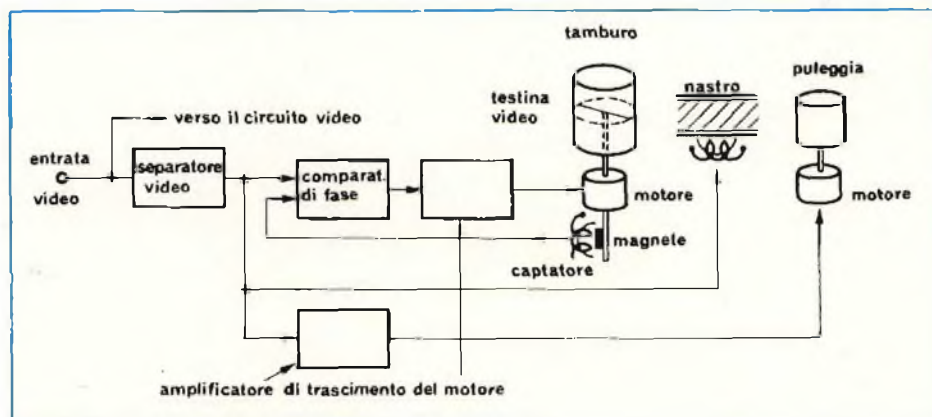 tamburo
puleggia
nastro
testina
video
verso il circuito video
entrata
video
separatore
video
comparat.
di fase
motore
motore
magnele
captatore
amplificatore di trascimento del motore